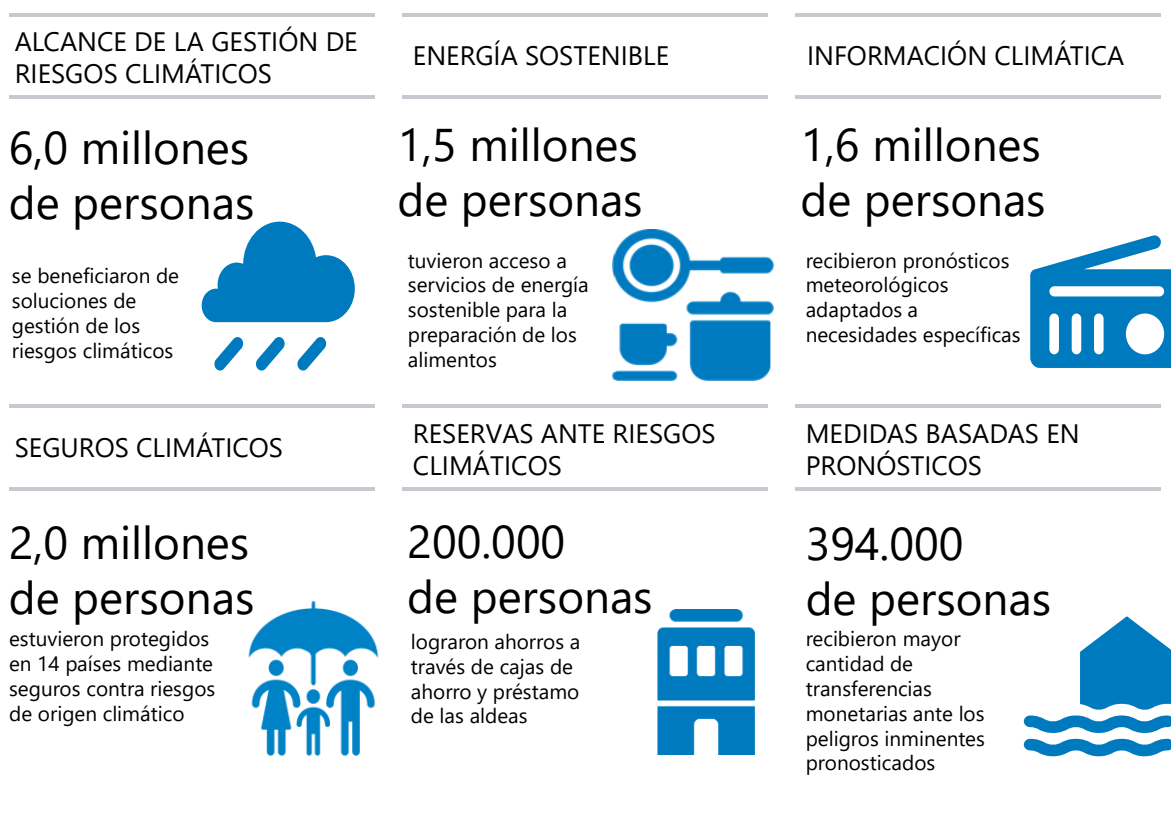 ALCANCE DE LA GESTIÓN DE
RIESGOS CLIMÁTICOS
6,0 millones
de personas
se beneficiaron de
soluciones de
gestión de los
riesgos climáticos
ENERGÍA SOSTENIBLE
1,5 millones
de personas
tuvieron acceso a
servicios de energía
sostenible para la
preparación de los
alimentos
INFORMACIÓN CLIMÁTICA
1,6 millones
de personas
recibieron pronósticos
meteorológicos
adaptados a
necesidades específicas
SEGUROS CLIMÁTICOS
2,0 millones
de personas
estuvieron protegidos
en 14 países mediante
seguros contra riesgos
de origen climático
RESERVAS ANTE RIESGOS
CLIMÁTICOS
200.000
de personas
lograron ahorros a
través de cajas de
ahorro y préstamo
de las aldeas
MEDIDAS BASADAS EN
PRONÓSTICOS
394.000
de personas
recibieron mayor
cantidad de
transferencias
monetarias ante los
peligros inminentes
pronosticados